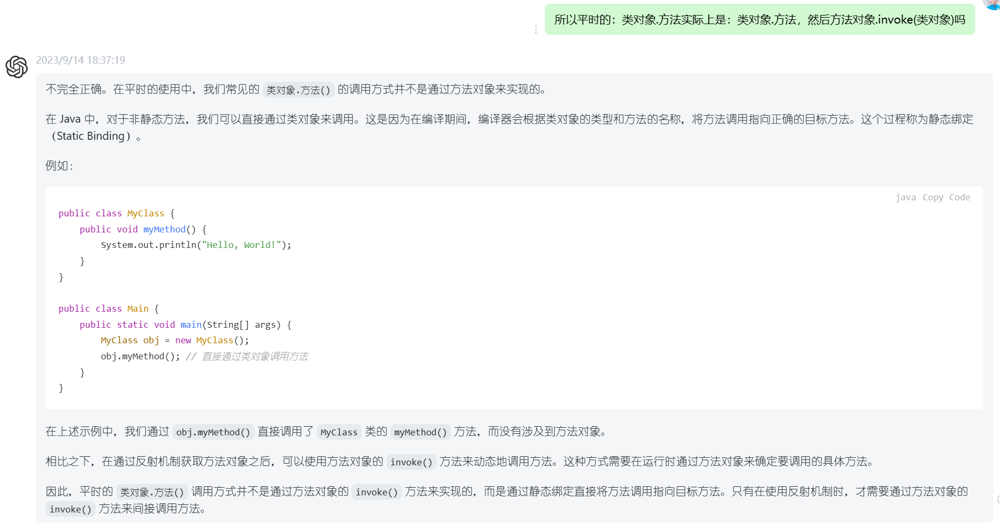 所以平时的：类对象.方法实际上是：类对象.方法，然后方法对象.invoke(类对象)吗
2023/9/14 18:37:19
不完全正确。在平时的使用中，我们常见的 类对象.方法() 的调用方式并不是通过方法对象来实现的。
在 Java 中，对于非静态方法，我们可以直接通过类对象来调用。这是因为在编译期间，编译器会根据类对象的类型和方法的名称，将方法调用指向正确的目标方法。这个过程称为静态绑定
（Static Binding）。
例如：
java Copy Code
public class MyClass {
    public void myMethod() {
        System.out.println("Hello, World!");
    }
}
public class Main {
    public static void main(String[] args) {
        MyClass obj = new MyClass();
        obj.myMethod(); // 直接通过类对象调用方法
    }
}
在上述示例中，我们通过 obj.myMethod() 直接调用了 MyClass 类的 myMethod() 方法，而没有涉及到方法对象。
相比之下，在通过反射机制获取方法对象之后，可以使用方法对象的 invoke() 方法来动态地调用方法。这种方式需要在运行时通过方法对象来确定要调用的具体方法。
因此，平时的 类对象.方法() 调用方式并不是通过方法对象的 invoke() 方法来实现的，而是通过静态绑定直接将方法调用指向目标方法。只有在使用反射机制时，才需要通过方法对象的
invoke() 方法来间接调用方法。